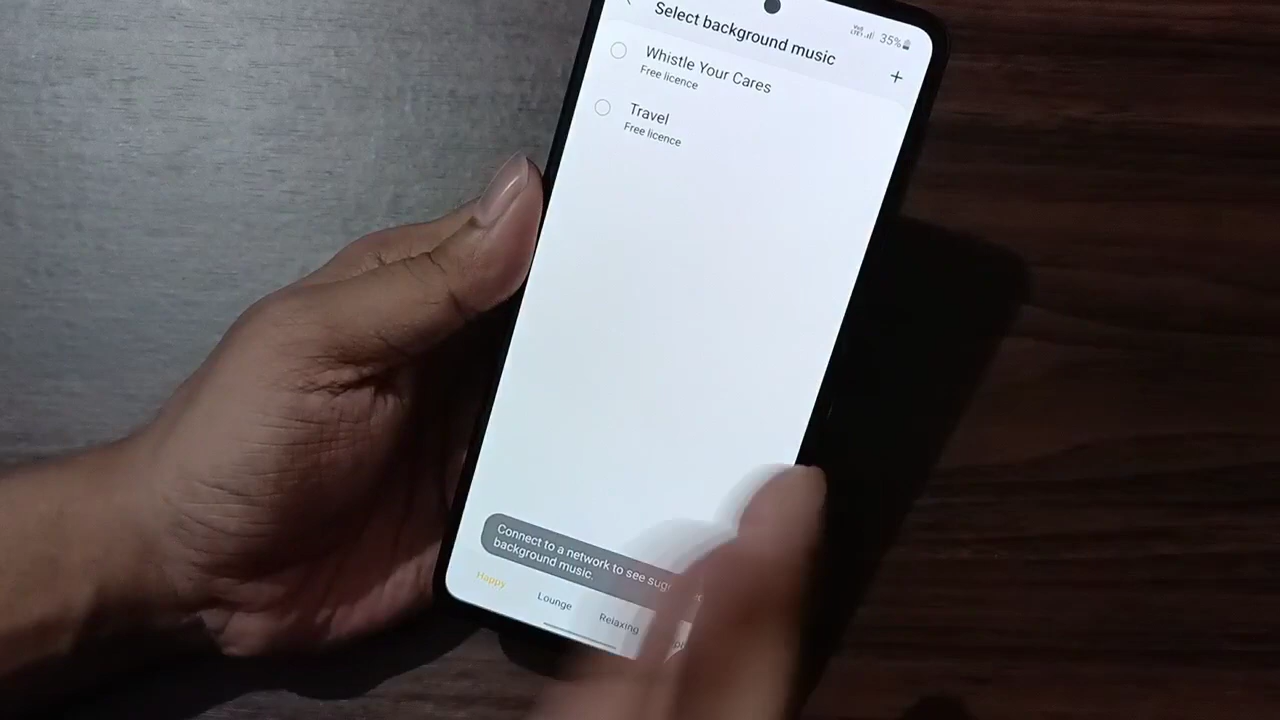 35%
Select background music
Whistle Your Cares
Free licence
Travel
Free licence
Connect to a network to see
background music.
Happy
Lounge
Relaxing